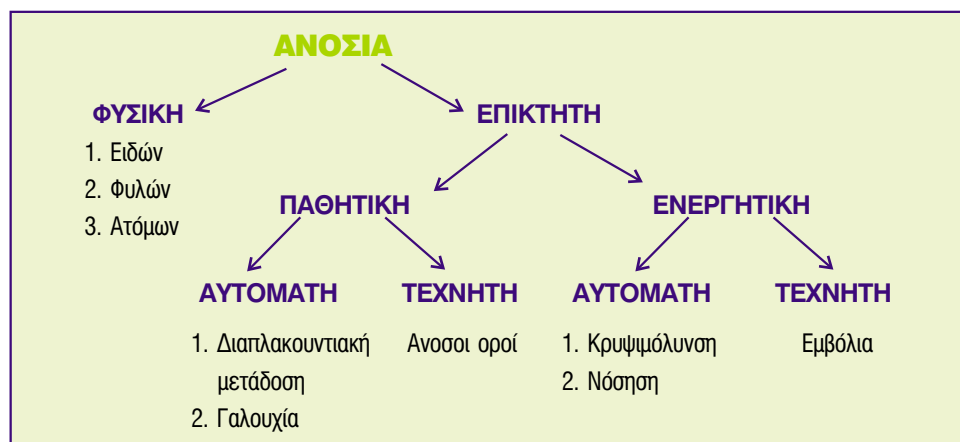 ΑΝΟΣΙΑ
ΦΥΣΙΚΗ
1. Ειδών
2. Φυλών
3. Ατόμων
ΕΠΙΚΤΗΤΗ
ΠΑΘΗΤΙΚΗ
ΑΥΤΟΜΑΤΗ
1. Διαπλακουντιακή
μετάδοση
2. Γαλουχία
ΤΕΧΝΗΤΗ
Ανοσοι οροί
ΕΝΕΡΓΗΤΙΚΗ
ΑΥΤΟΜΑΤΗ
1. Κρυψιμόλυνση
2. Νόσηση
ΤΕΧΝΗΤΗ
Εμβόλια